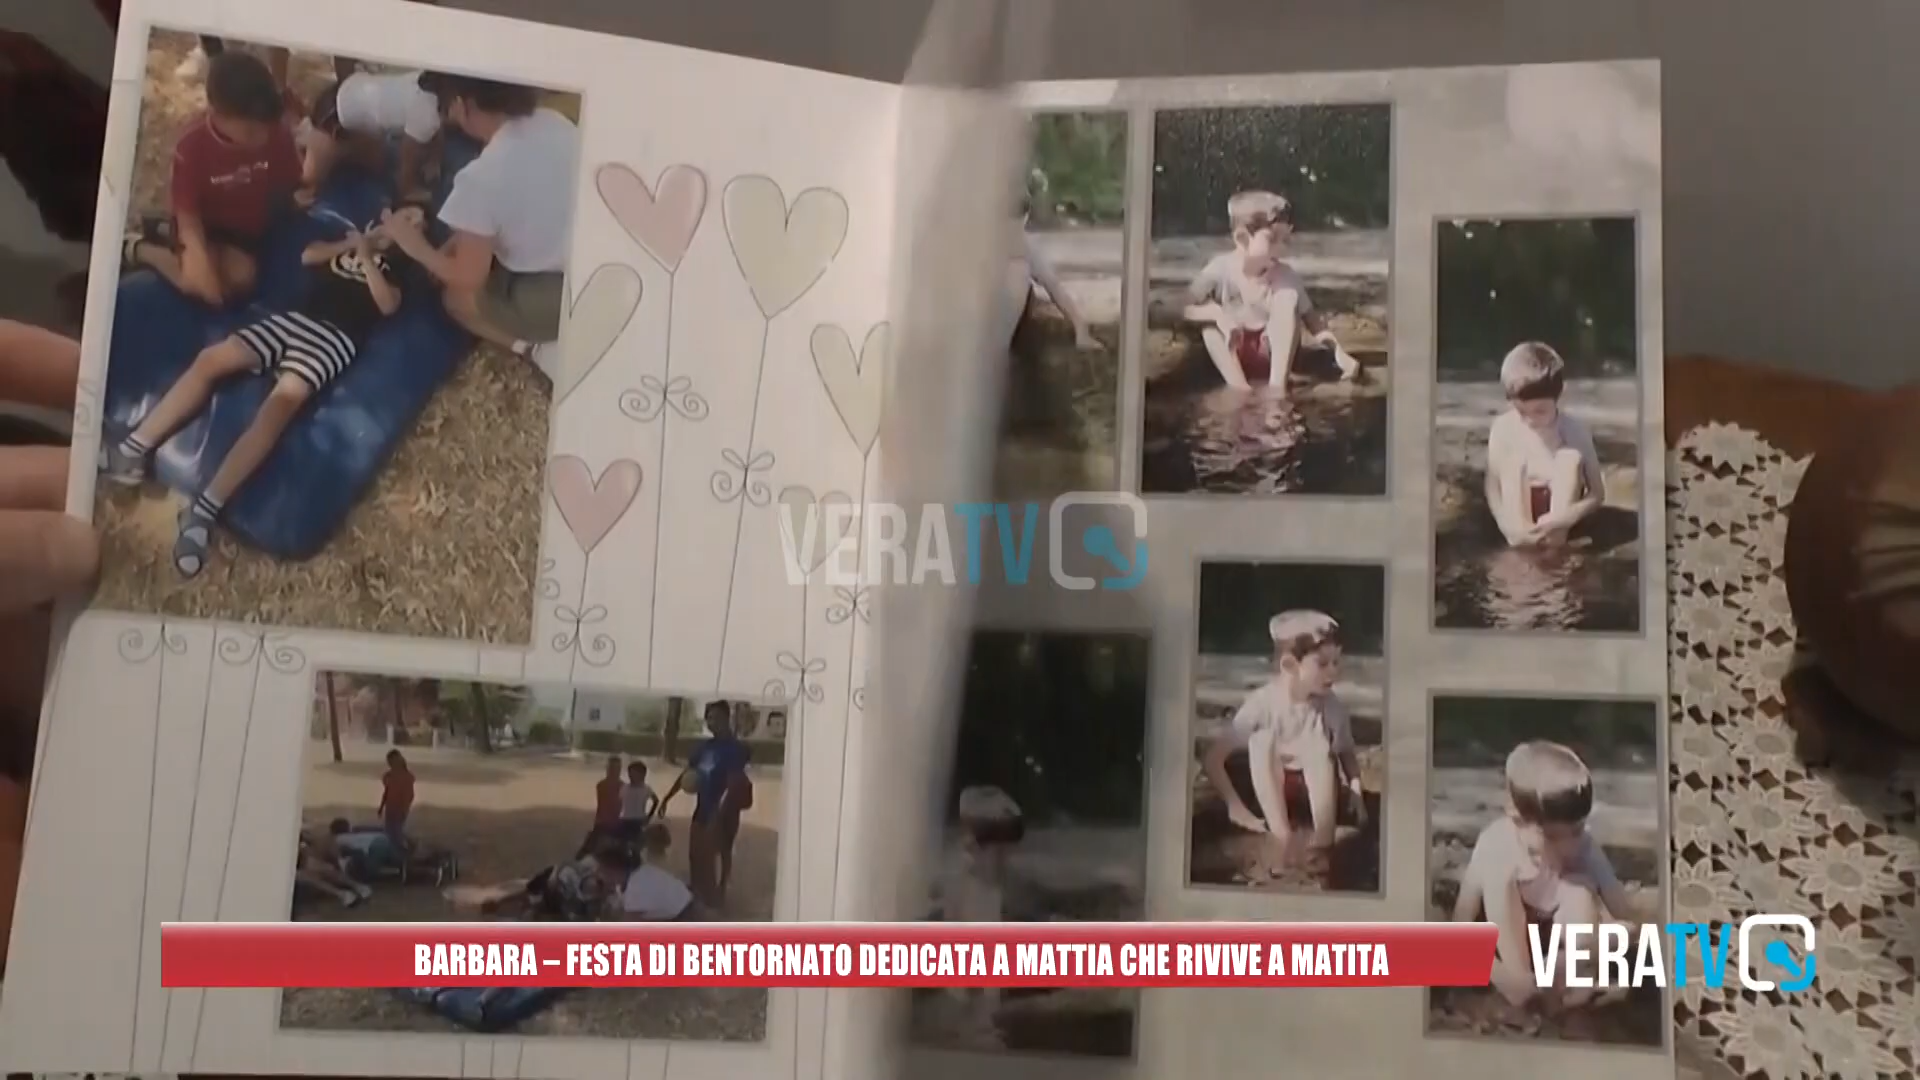 VERATV
BARBARA – FESTA DI BENTORNATO DEDICATA A MATTIA CHE RIVIVE A MATITA
VERATV